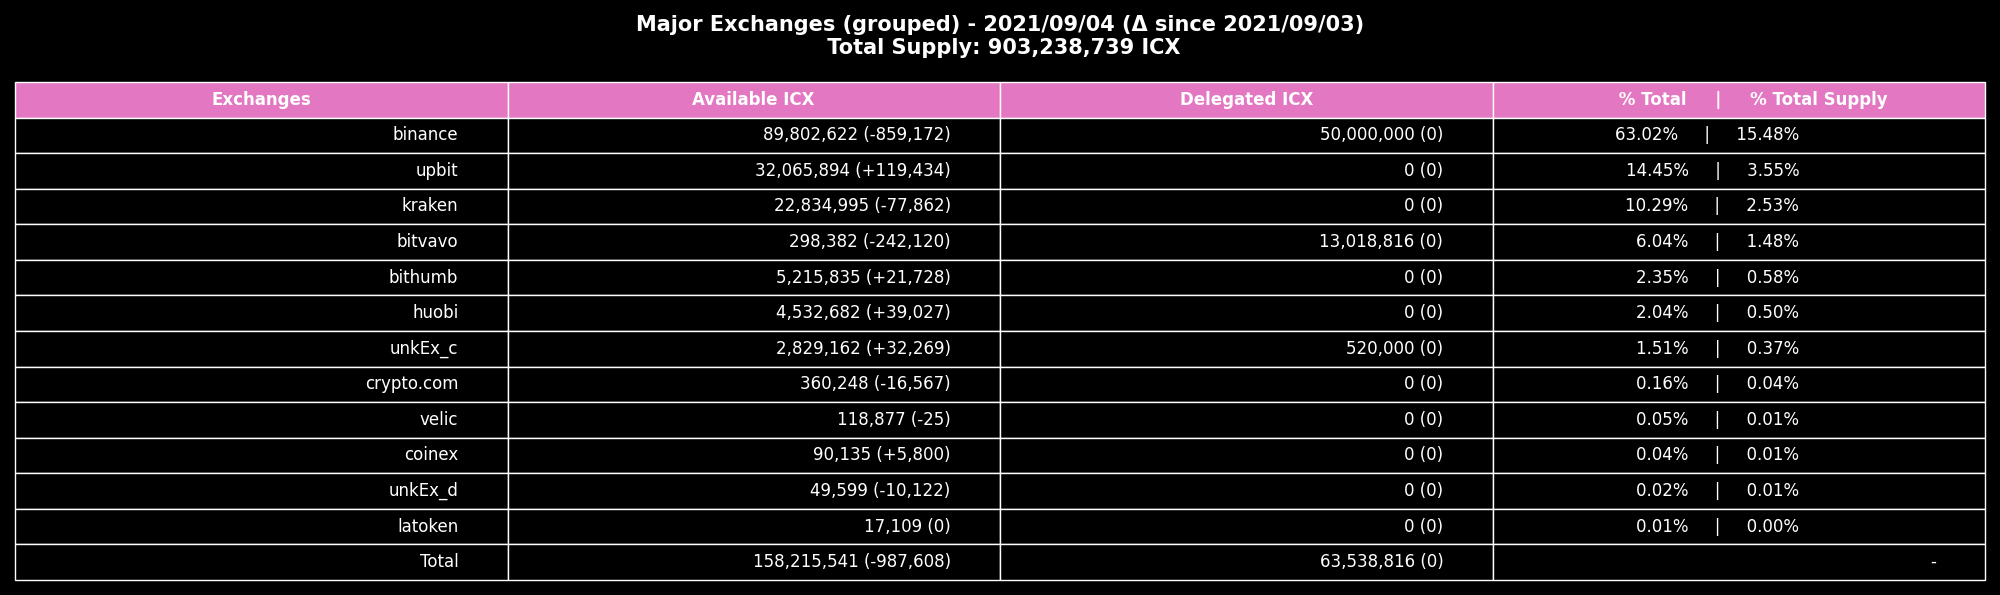 Major Exchanges (grouped) - 2021/09/04 (Δ since 2021/09/03)
Total Supply: 903,238,739 ICX
Exchanges Available ICX Delegated ICX % Total | % Total Supply
binance 89,802,622 (-859,172) 50,000,000 (0) 63.02% | 15.48%
upbit 32,065,894 (+119,434) 0 (0) 14.45% | 3.55%
kraken 22,834,995 (-77,862) 0 (0) 10.29% | 2.53%
bitvavo 298,382 (-242,120) 13,018,816 (0) 6.04% | 1.48%
bithumb 5,215,835 (+21,728) 0 (0) 2.35% | 0.58%
huobi 4,532,682 (+39,027) 0 (0) 2.04% | 0.50%
unkEx_c 2,829,162 (+32,269) 520,000 (0) 1.51% | 0.37%
crypto.com 360,248 (-16,567) 0 (0) 0.16% | 0.04%
velic 118,877 (-25) 0 (0) 0.05% | 0.01%
coinex 90,135 (+5,800) 0 (0) 0.04% | 0.01%
unkEx_d 49,599 (-10,122) 0 (0) 0.02% | 0.01%
latoken 17,109 (0) 0 (0) 0.01% | 0.00%
Total 158,215,541 (-987,608) 63,538,816 (0) -